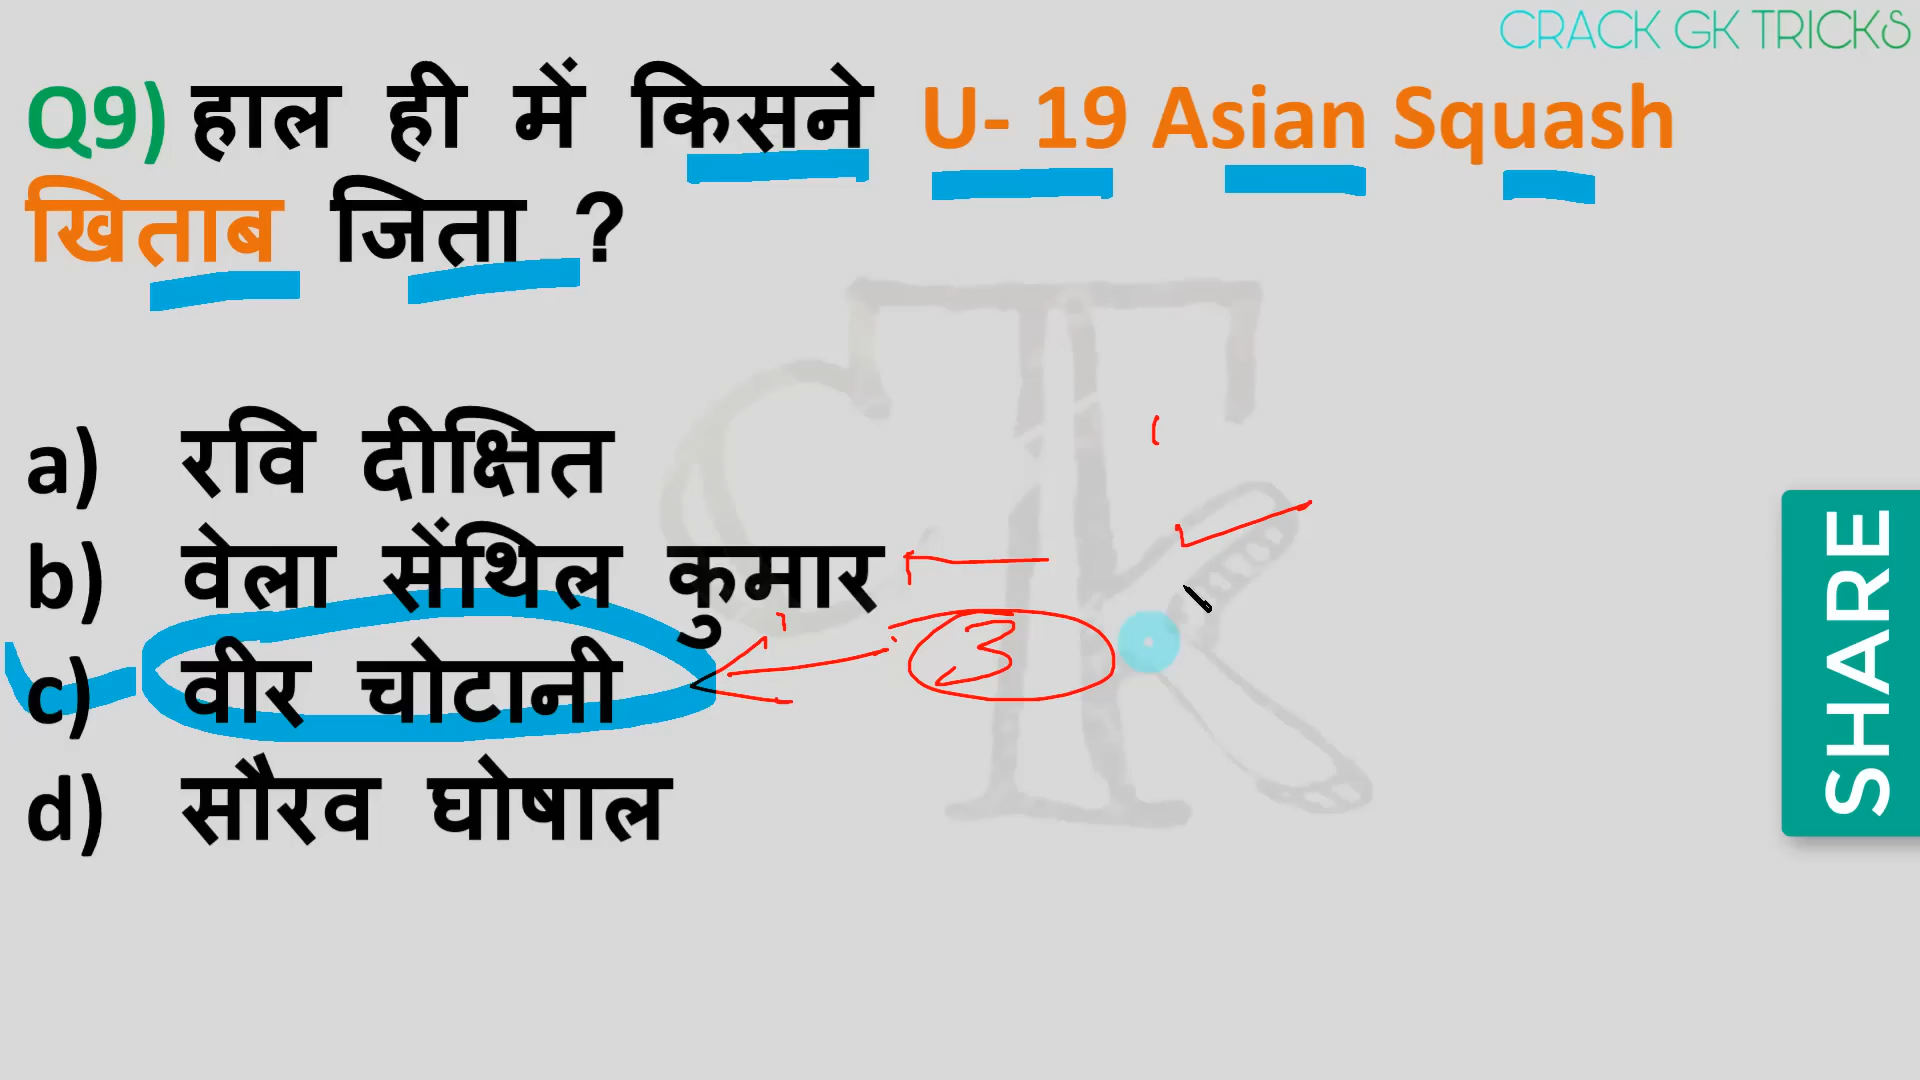 CRACK GK TRICKS
Q9) हाल ही में किसने U- 19 Asian Squash
खिताब जिता ?
a) रवि दीक्षित
b) वेला सेंथिल कुमार
3
c) वीर चोटानी
d) सौरव घोषाल
SHARE